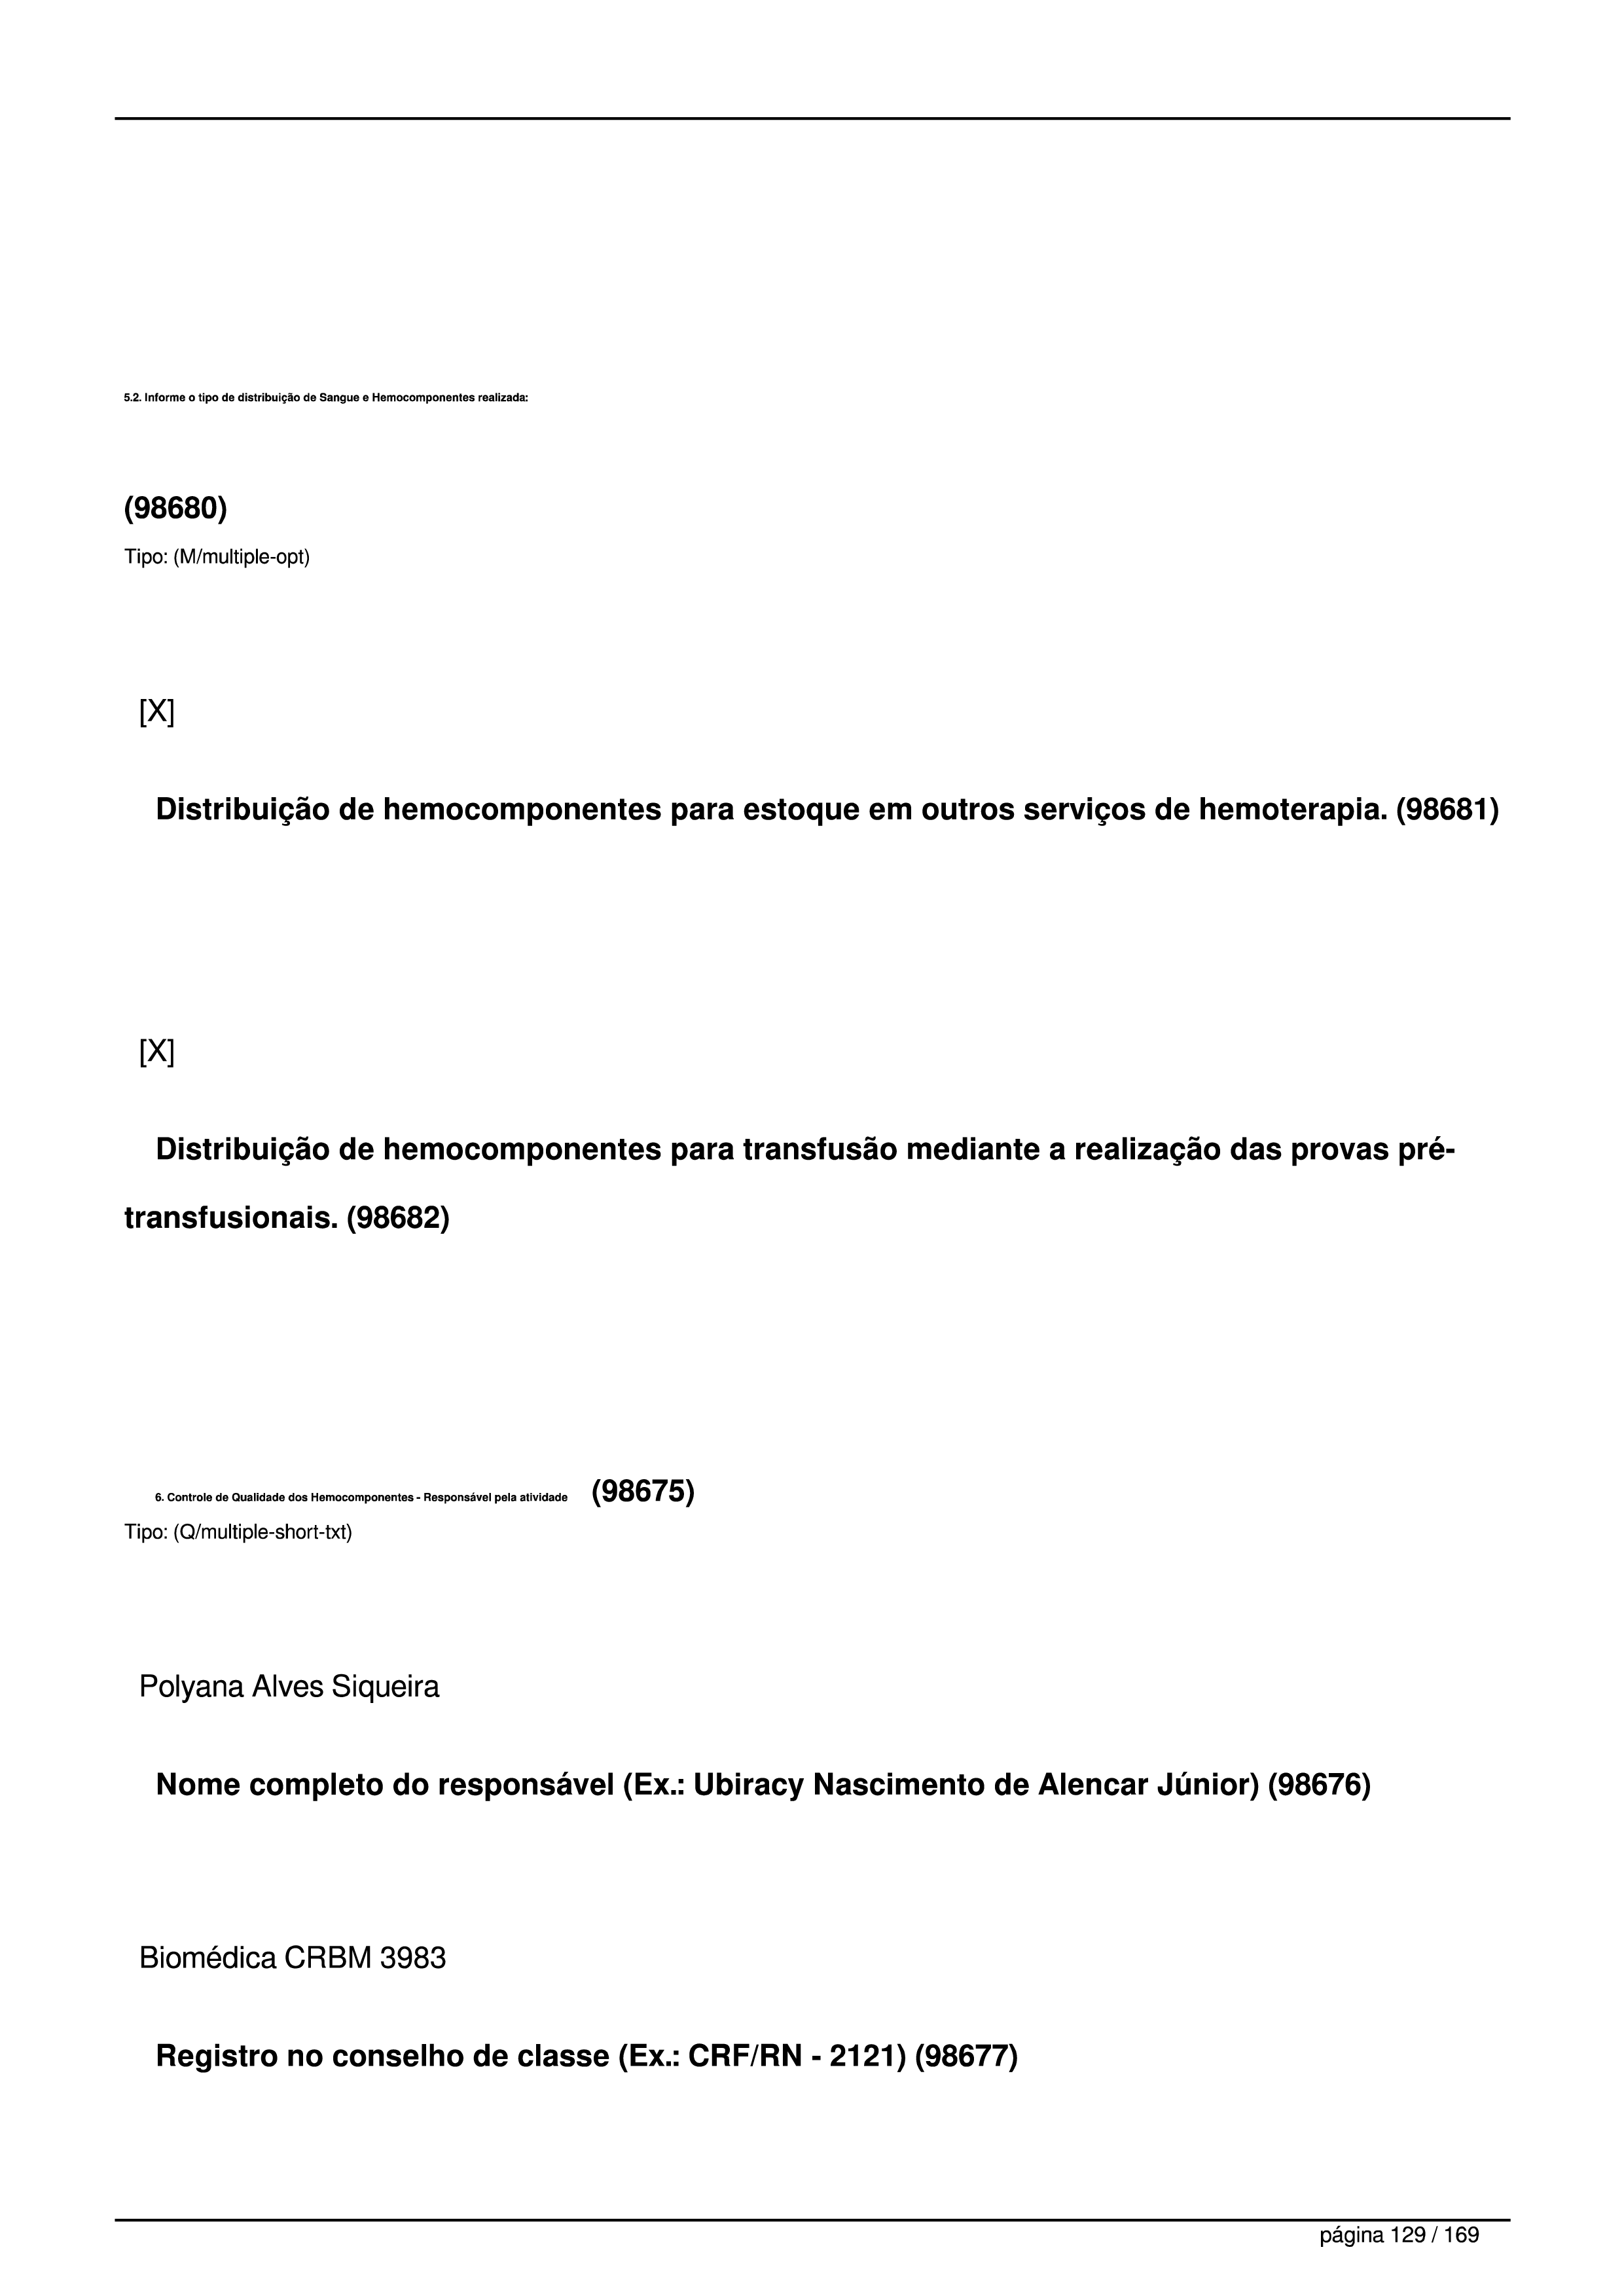 5.2. Informe o tipo de distribuição de Sangue e Hemocomponentes realizada:
(98680)
Tipo: (M/multiple-opt)
[X]
Distribuição de hemocomponentes para estoque em outros serviços de hemoterapia. (98681)
[X]
Distribuição de hemocomponentes para transfusão mediante a realização das provas pré-
transfusionais. (98682)
6. Controle de Qualidade dos Hemocomponentes - Responsável pela atividade (98675)
Tipo: (Q/multiple-short-txt)
Polyana Alves Siqueira
Nome completo do responsável (Ex.: Ubiracy Nascimento de Alencar Júnior) (98676)
Biomédica CRBM 3983
Registro no conselho de classe (Ex.: CRF/RN - 2121) (98677)
página 129 / 169